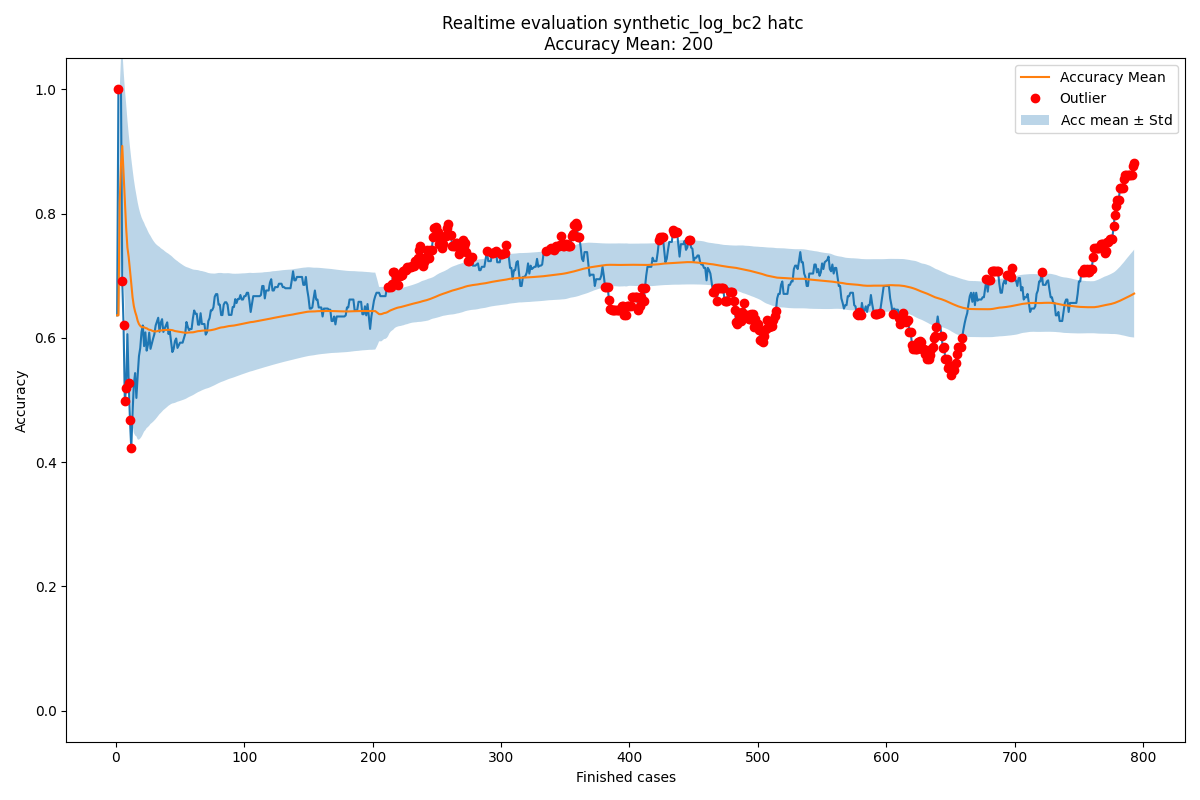 Realtime evaluation synthetic_log_bc2 hatc
Accuracy Mean: 200
Accuracy Mean
Outlier
Acc mean ± Std
1.0
0.8
0.6
0.4
0.2
0.0
Accuracy
0 100 200 300 400 500 600 700 800
Finished cases